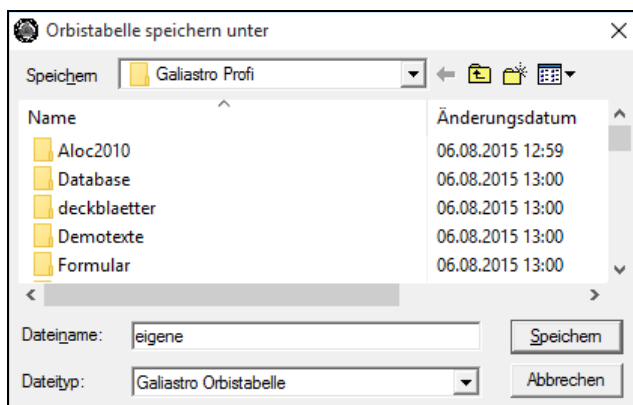 Orbistabelle speichern unter
Speichern Galiastro Profi
Name Änderungsdatum
Aloc2010 06.08.2015 12:59
Database 06.08.2015 13:00
deckblaetter 06.08.2015 13:00
Demotexte 06.08.2015 13:00
Formular 06.08.2015 13:00
Dateiname: eigene Speichern
Dateityp: Galiastro Orbistabelle Abbrechen